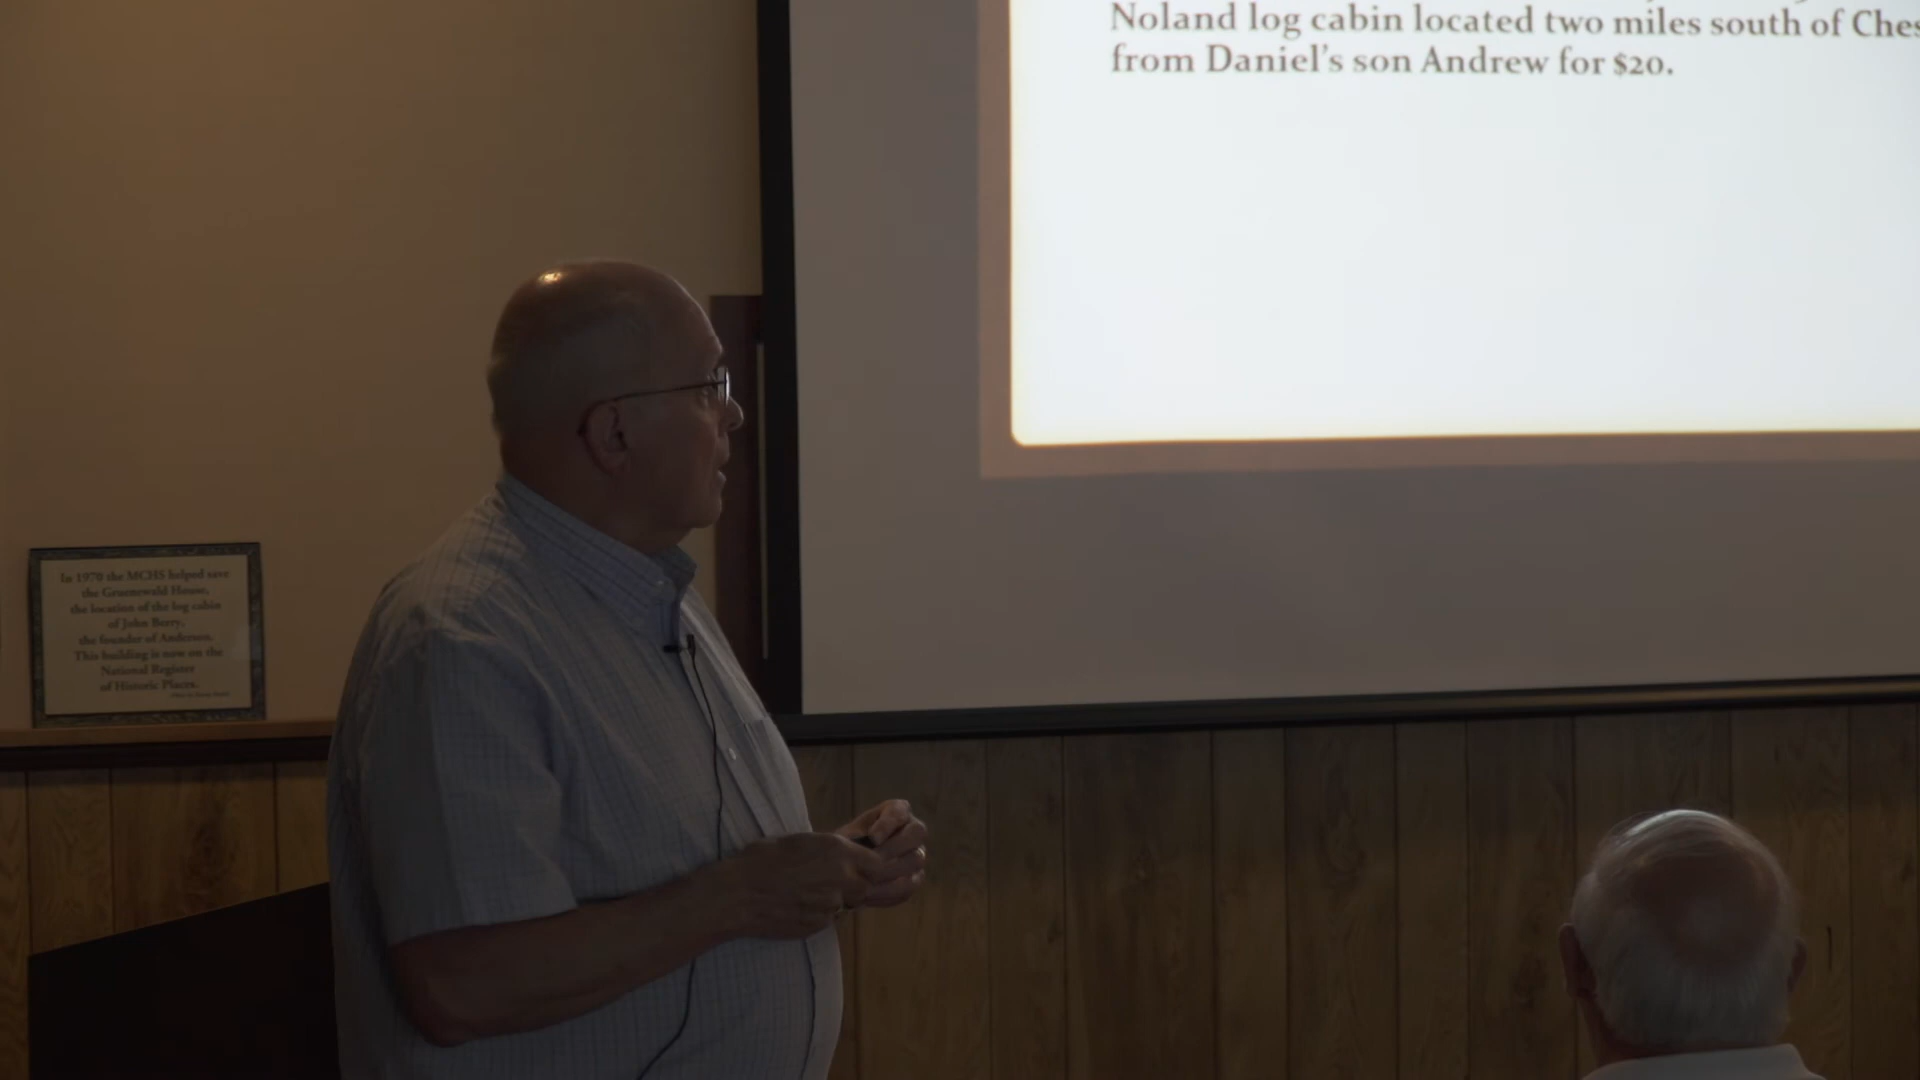 Noland log cabin located two miles south of Ches
from Daniel's son Andrew for $20.
In 1970 the MCHS helped save
the Gruenewald House,
the location of the log cabin
of John Berry,
the founder of Anderson.
This building is now on the
National Register
of Historic Places.